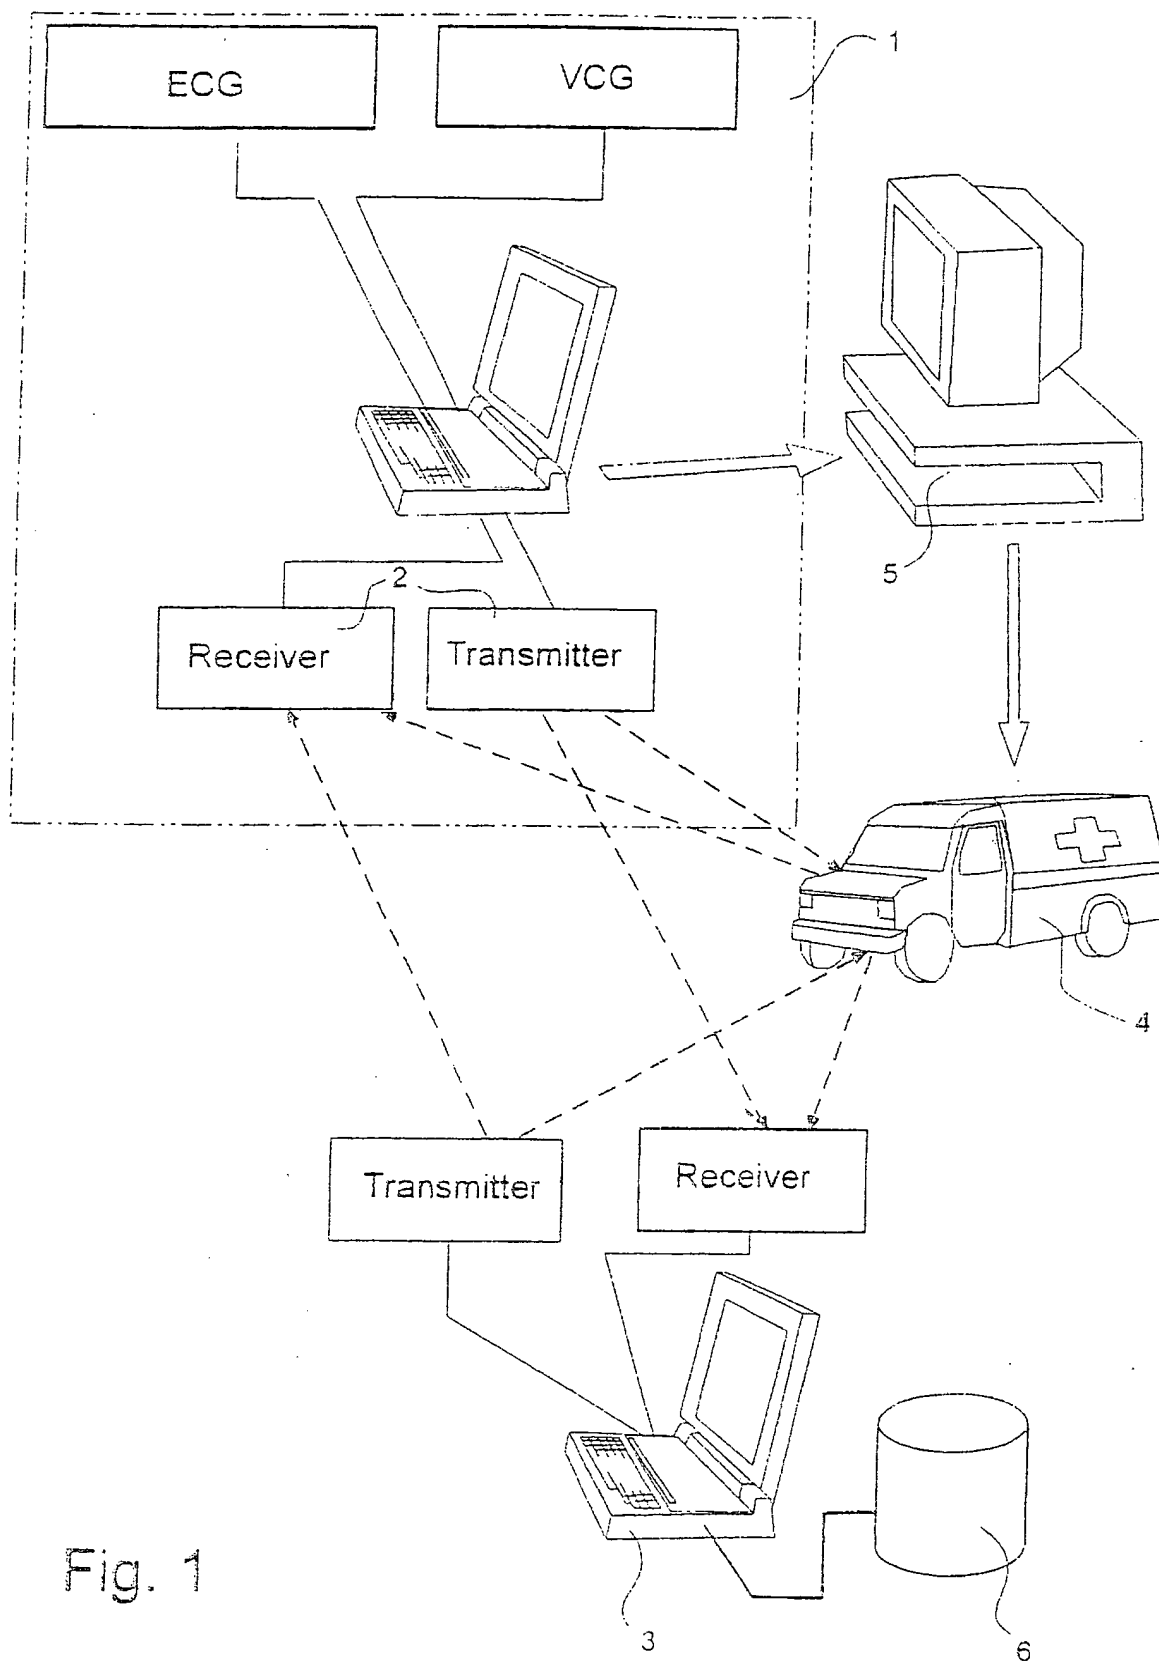 ECG
VCG
1
5
2
Receiver
Transmitter
4
Transmitter
Receiver
Fig. 1
3
6